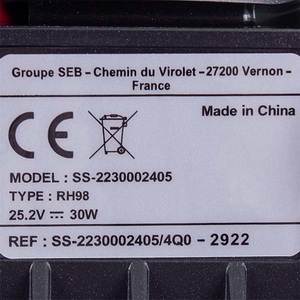 Groupe SEB - Chemin du Virolet - 27200 Vernon -
France
CE
Made in China
MODEL : SS-2230002405
TYPE : RH98
25.2V ⎓ 30W
REF : SS-2230002405/4Q0 - 2922